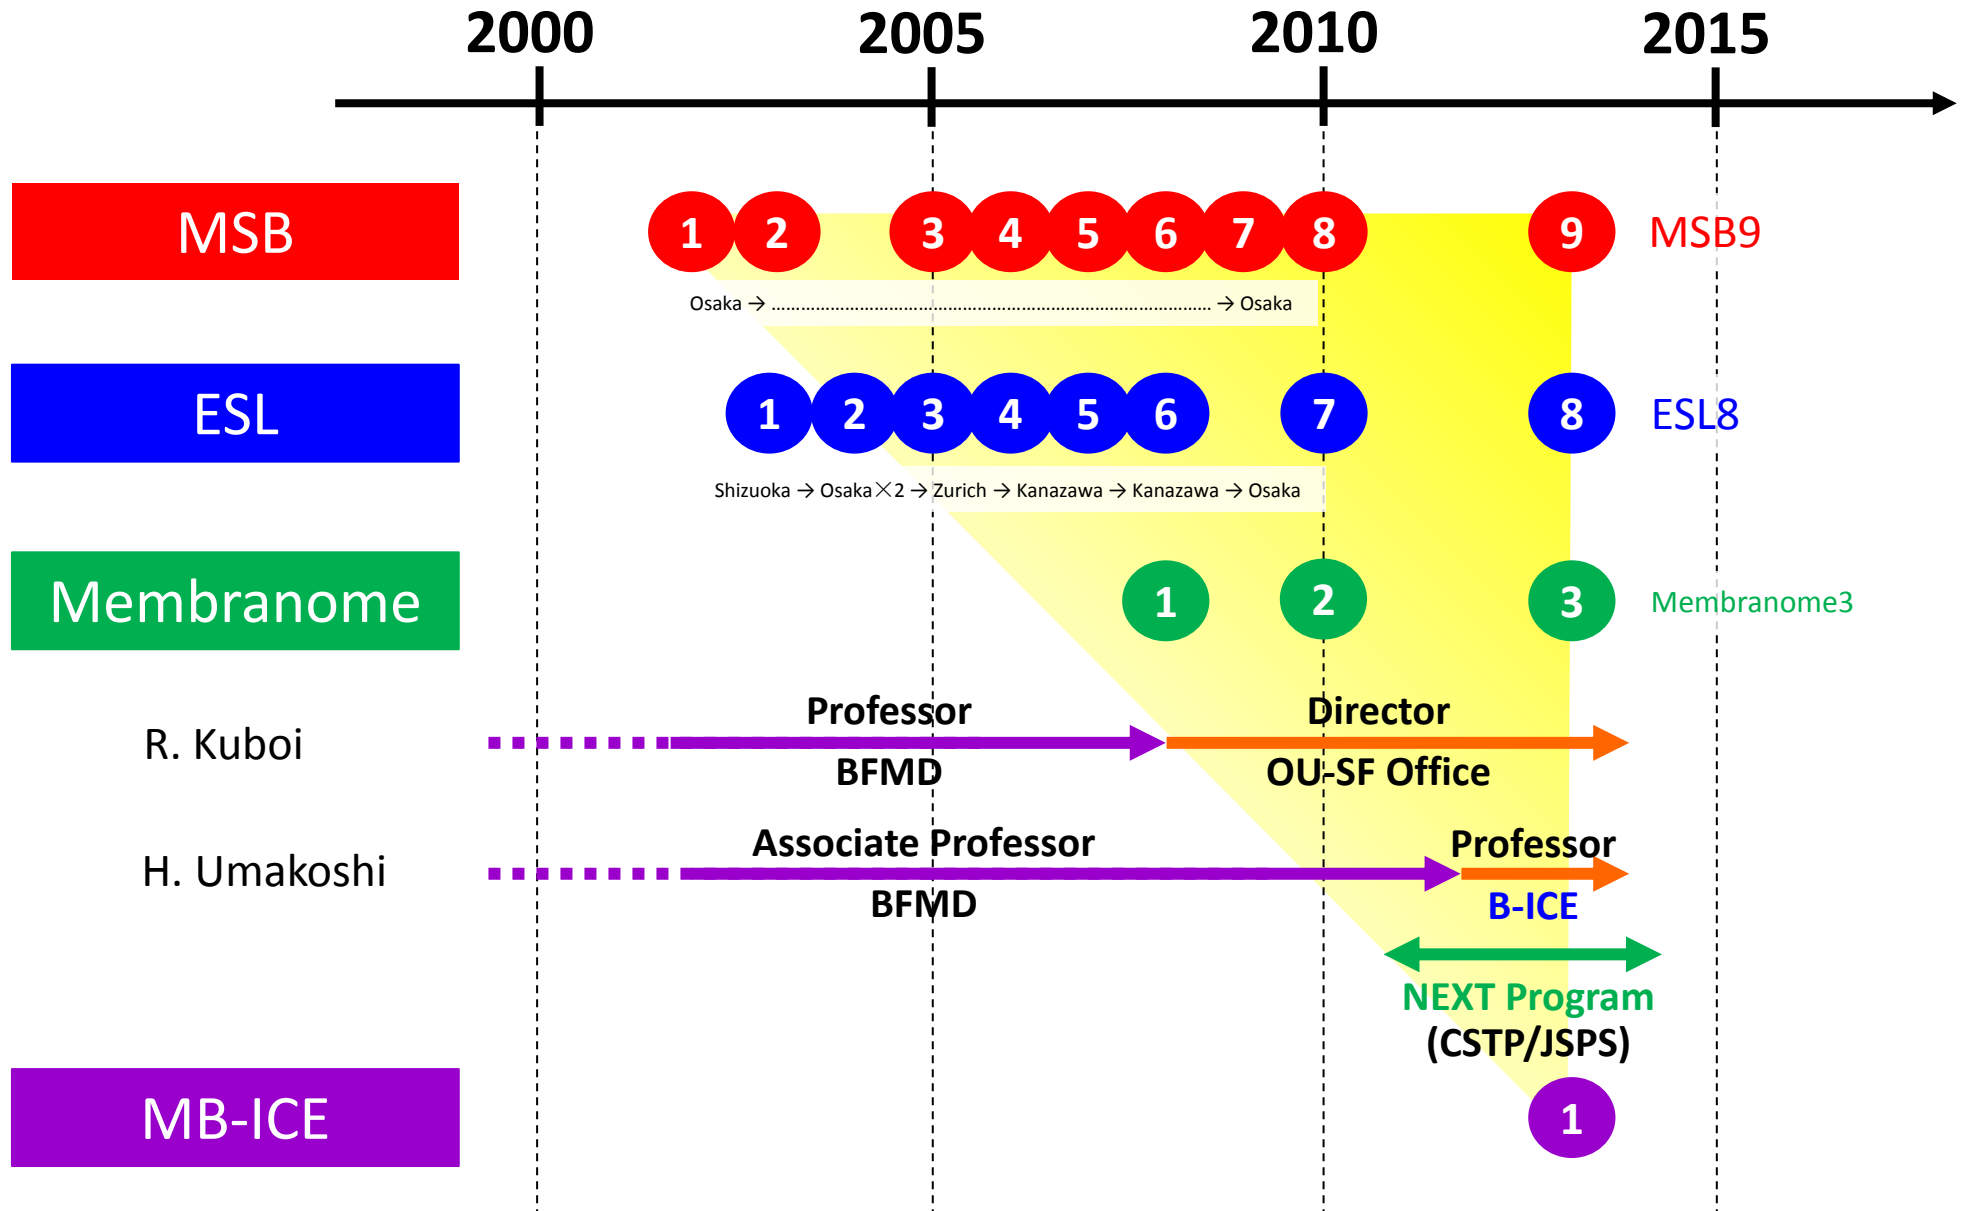 2000 2005 2010 2015
MSB 1 2 3 4 5 6 7 8 9 MSB9
Osaka → ........................................................................................... → Osaka
ESL 1 2 3 4 5 6 7 8 ESL8
Shizuoka → Osaka×2 → Zurich → Kanazawa → Kanazawa → Osaka
Membranome 1 2 3 Membranome3
Professor Director
R. Kuboi
BFMD OU-SF Office
Associate Professor Professor
H. Umakoshi
BFMD B-ICE
NEXT Program
(CSTP/JSPS)
MB-ICE 1